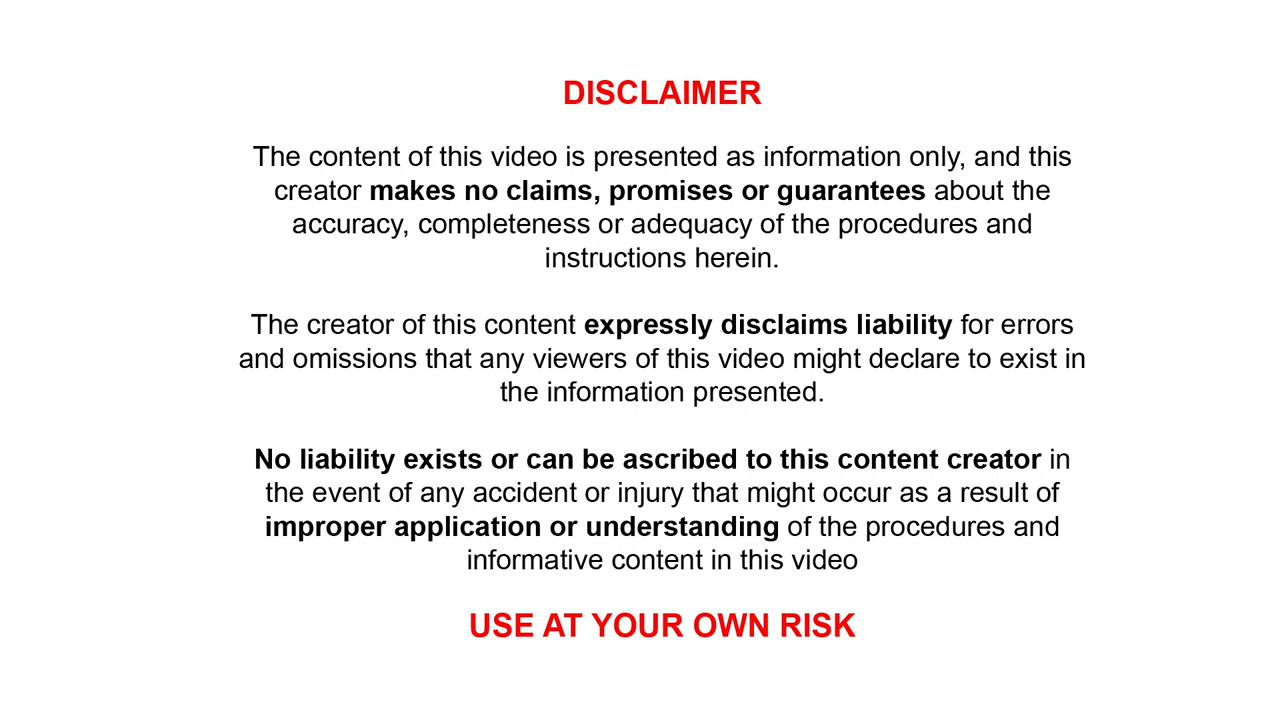 DISCLAIMER
The content of this video is presented as information only, and this
creator makes no claims, promises or guarantees about the
accuracy, completeness or adequacy of the procedures and
instructions herein.
The creator of this content expressly disclaims liability for errors
and omissions that any viewers of this video might declare to exist in
the information presented.
No liability exists or can be ascribed to this content creator in
the event of any accident or injury that might occur as a result of
improper application or understanding of the procedures and
informative content in this video
USE AT YOUR OWN RISK